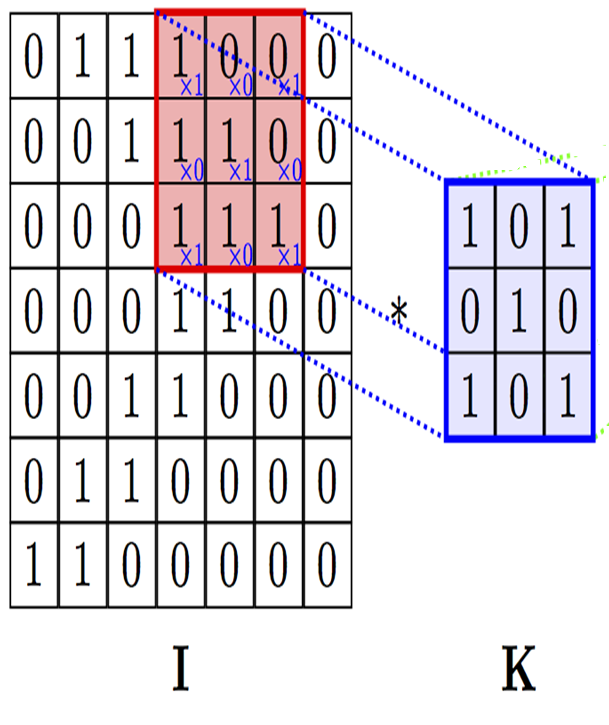 0 1 1 1 0 0 0
×1 ×0 ×1
0 0 1 1 1 0 0
×0 ×1 ×0
0 0 0 1 1 1 0
×1 ×0 ×1
0 0 0 1 1 0 0
0 0 1 1 0 0 0
0 1 1 0 0 0 0
1 1 0 0 0 0 0
I
*
1 0 1
0 1 0
1 0 1
K